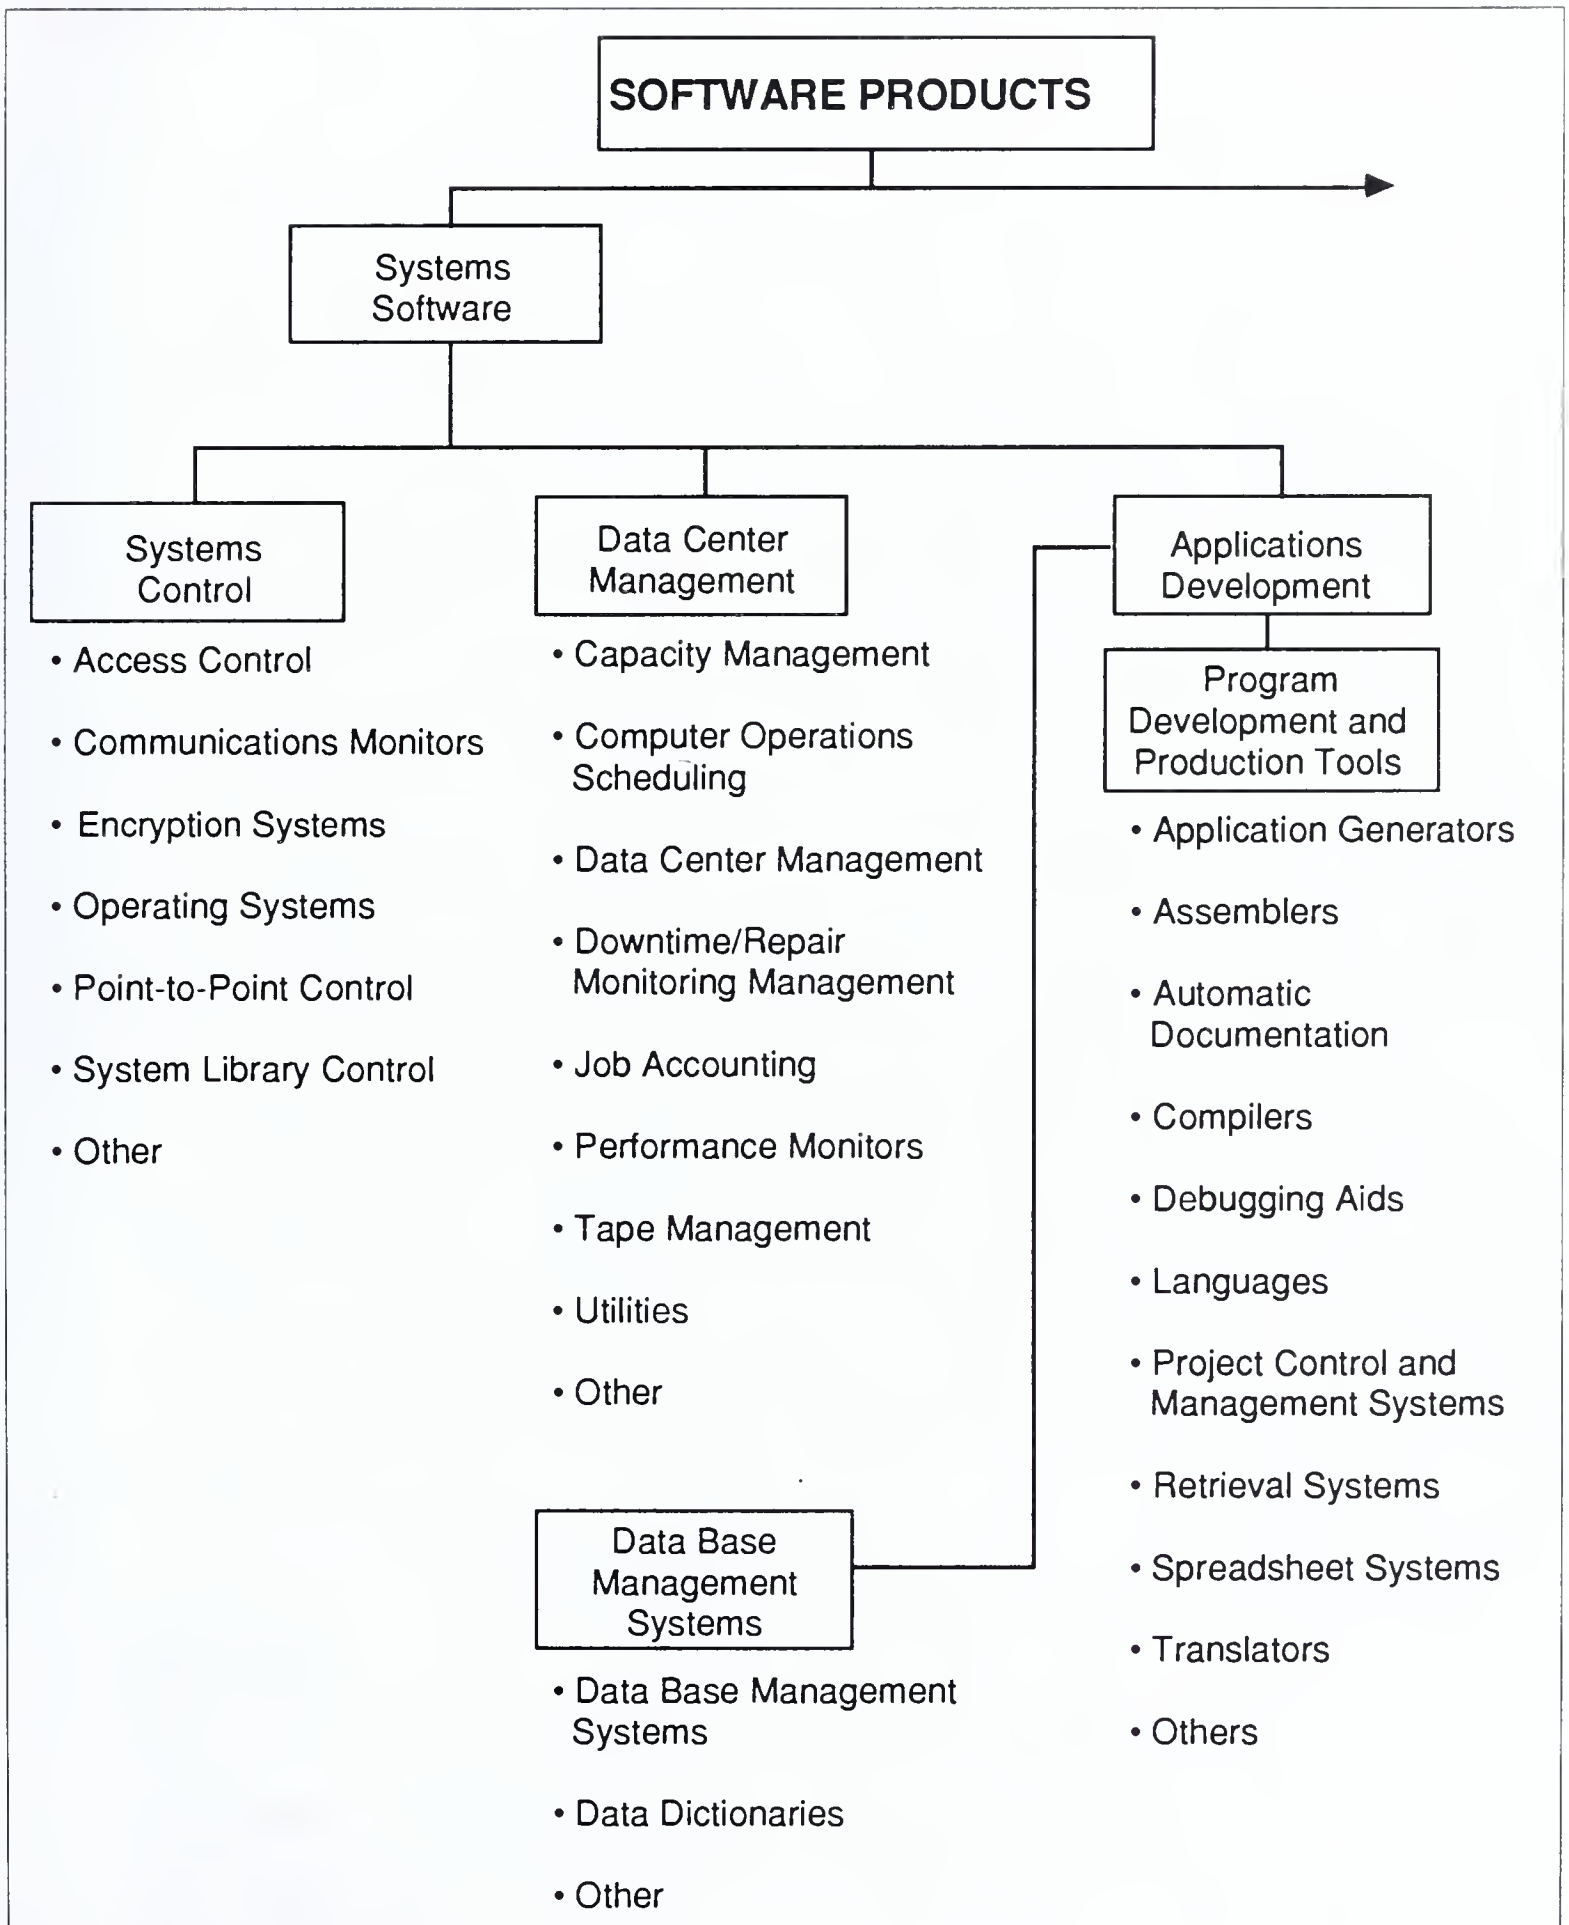 SOFTWARE PRODUCTS
Systems
Software
Systems
Control
• Access Control
• Communications Monitors
• Encryption Systems
• Operating Systems
• Point-to-Point Control
• System Library Control
• Other
Data Center
Management
• Capacity Management
• Computer Operations
Scheduling
• Data Center Management
• Downtime/Repair
Monitoring Management
• Job Accounting
• Performance Monitors
• Tape Management
• Utilities
• Other
Applications
Development
Program
Development and
Production Tools
• Application Generators
• Assemblers
• Automatic
Documentation
• Compilers
• Debugging Aids
• Languages
• Project Control and
Management Systems
• Retrieval Systems
• Spreadsheet Systems
• Translators
• Others
Data Base
Management
Systems
• Data Base Management
Systems
• Data Dictionaries
• Other